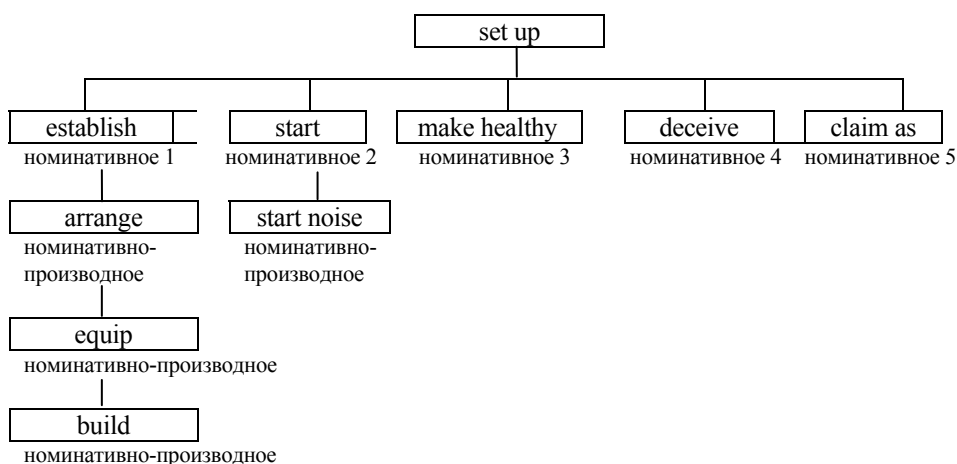 set up
establish
start
make healthy
deceive
claim as
номинативное 1
номинативное 2
номинативное 3
номинативное 4
номинативное 5
arrange
start noise
номинативно-
производное
номинативно-
производное
equip
номинативно-производное
build
номинативно-производное